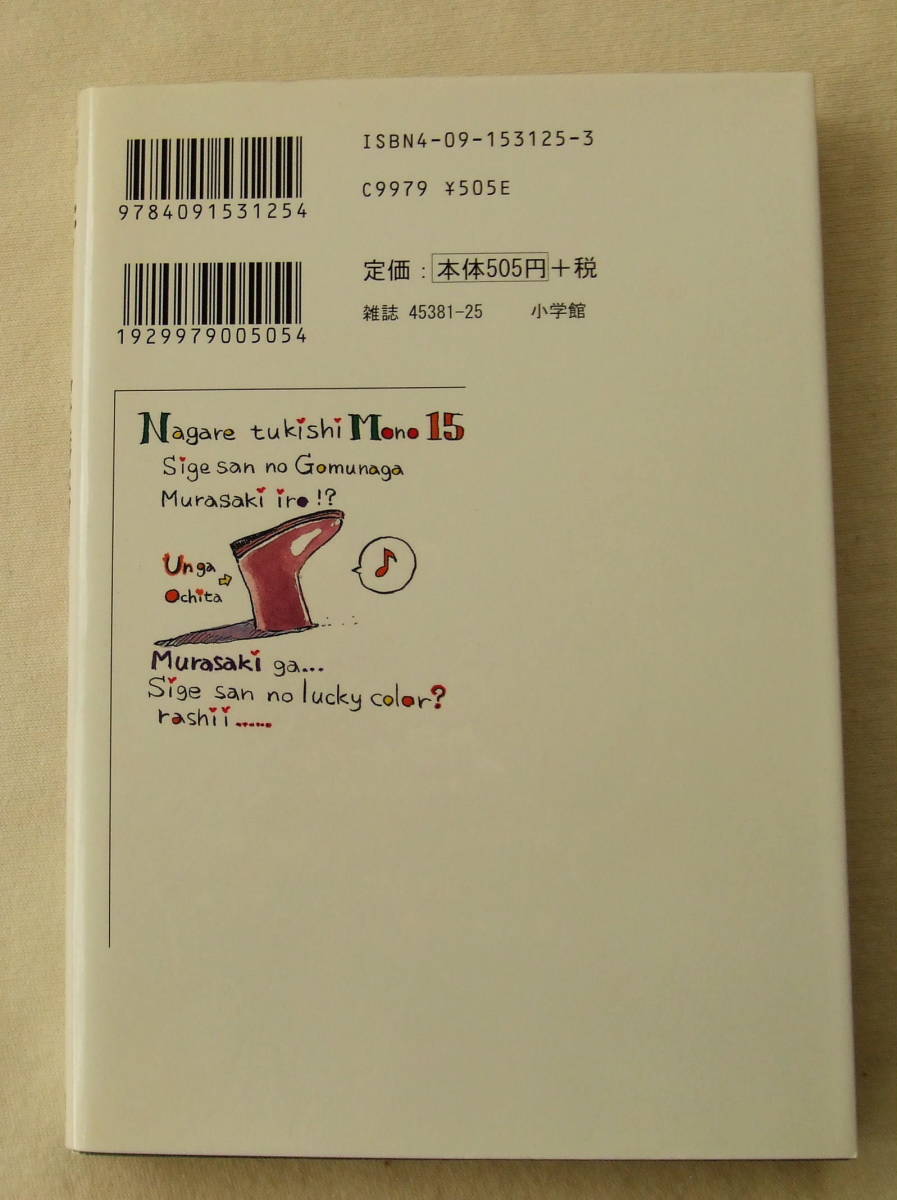 ISBN4-09-153125-3
9784091531254
C9979 ¥505E
定価：本体505円+税
1929979005054
雑誌 45381-25 小学館
Nagare tukishi Mono 15
Sige san no Gomunaga
Murasaki iro!?
Un ga
Ochita
Murasaki ga...
Sige san no lucky color?
rashii......